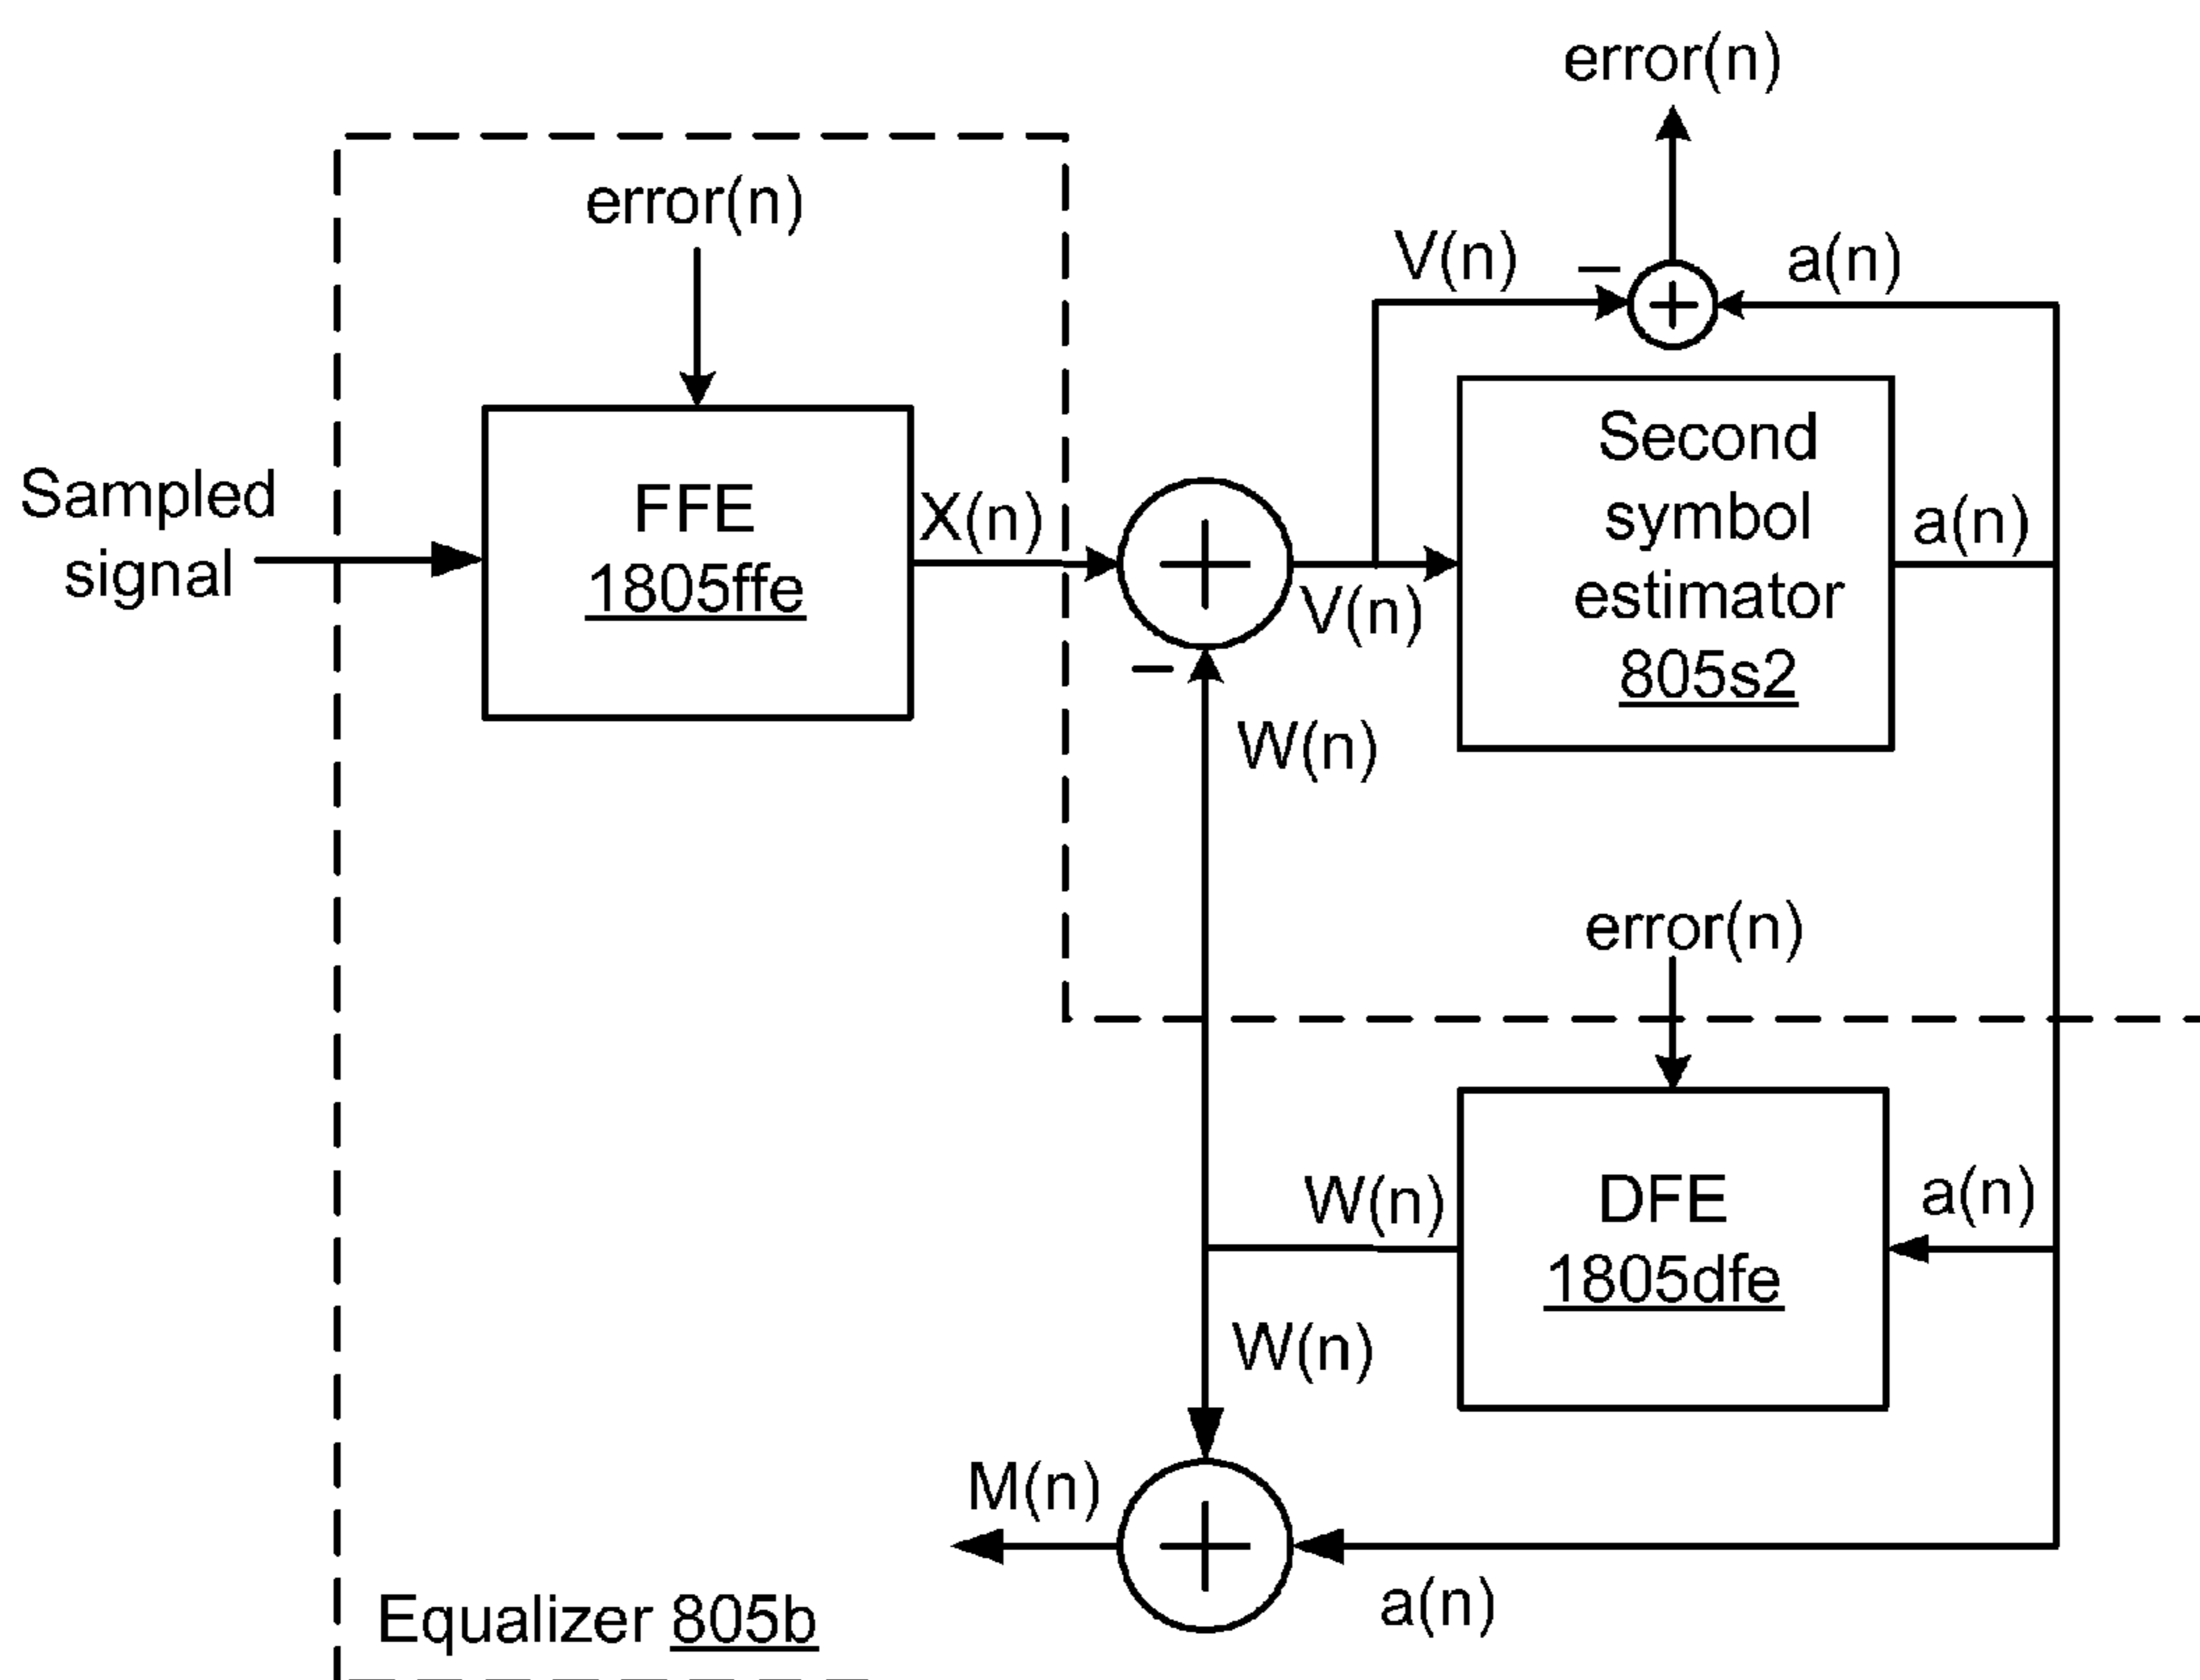 error(n)
error(n)
V(n)
–
a(n)
Sampled
signal
FFE
1805ffe
X(n)
+
+
V(n)
–
W(n)
Second
symbol
estimator
805s2
a(n)
error(n)
W(n)
DFE
1805dfe
a(n)
W(n)
M(n)
+
a(n)
Equalizer 805b